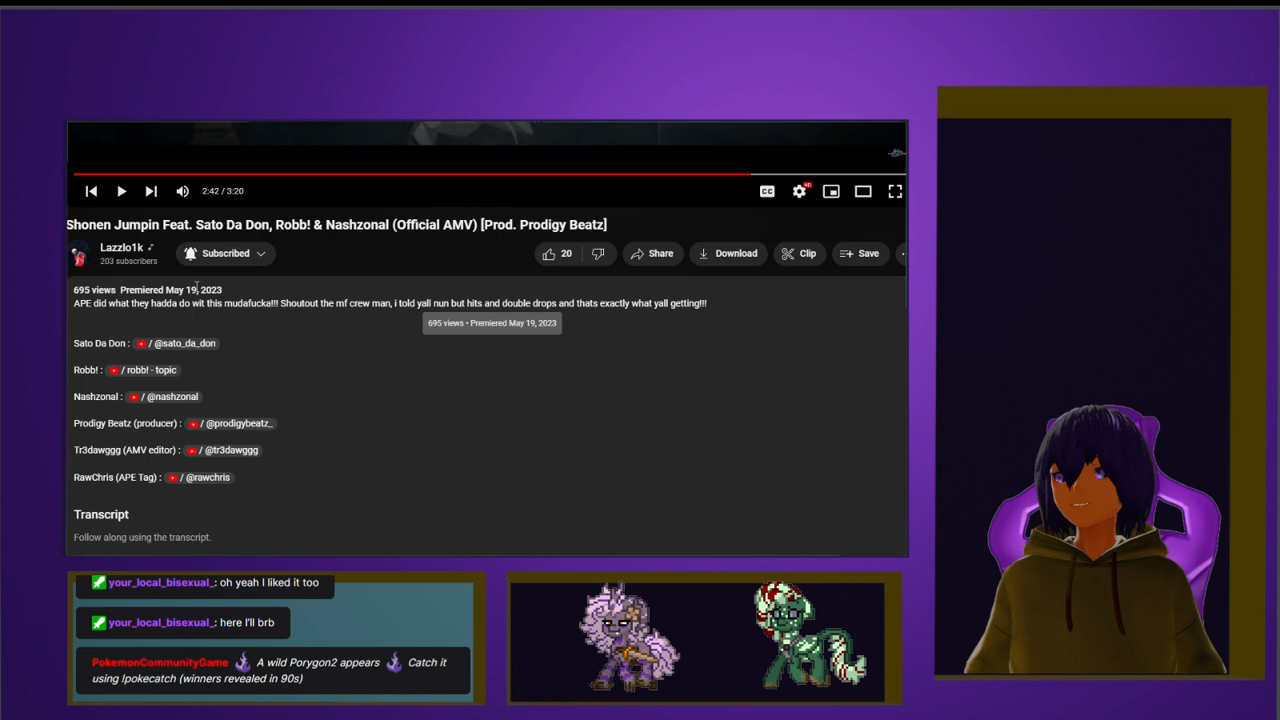 2:42 / 3:20
CC
HD
Shonen Jumpin Feat. Sato Da Don, Robb! & Nashzonal (Official AMV) [Prod. Prodigy Beatz]
Lazzlo1k
203 subscribers
Subscribed
20
Share
Download
Clip
Save
695 views Premiered May 19, 2023
APE did what they hadda do wit this mudafucka!!! Shoutout the mf crew man, i told yall nun but hits and double drops and thats exactly what yall getting!!!
695 views • Premiered May 19, 2023
Sato Da Don : / @sato_da_don
Robb! : / robb! - topic
Nashzonal : / @nashzonal
Prodigy Beatz (producer) : / @prodigybeatz_
Tr3dawggg (AMV editor) : / @tr3dawggg
RawChris (APE Tag) : / @rawchris
Transcript
Follow along using the transcript.
your_local_bisexual_: oh yeah I liked it too
your_local_bisexual_: here I'll brb
PokemonCommunityGame A wild Porygon2 appears Catch it
using !pokecatch (winners revealed in 90s)